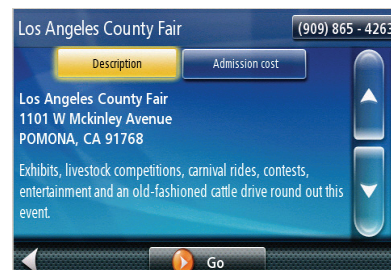 Los Angeles County Fair
(909) 865 - 4263
Description
Admission cost
Los Angeles County Fair
1101 W Mckinley Avenue
POMONA, CA 91768
Exhibits, livestock competitions, carnival rides, contests,
entertainment and an old-fashioned cattle drive round out this
event.
Go